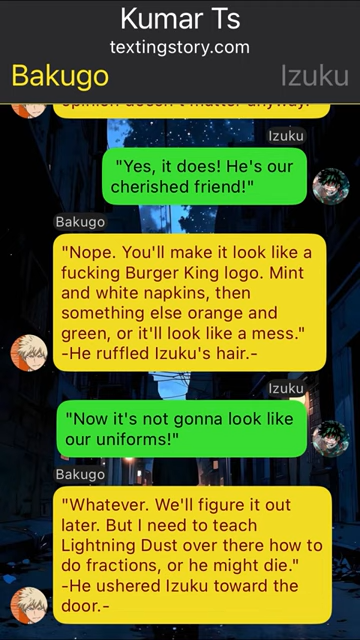 Kumar Ts
textingstory.com
Bakugo
Izuku
opinion doesn't matter anyway."
Izuku
"Yes, it does! He's our
cherished friend!"
Bakugo
"Nope. You'll make it look like a
fucking Burger King logo. Mint
and white napkins, then
something else orange and
green, or it'll look like a mess."
-He ruffled Izuku's hair.-
Izuku
"Now it's not gonna look like
our uniforms!"
Bakugo
"Whatever. We'll figure it out
later. But I need to teach
Lightning Dust over there how to
do fractions, or he might die."
-He ushered Izuku toward the
door.-